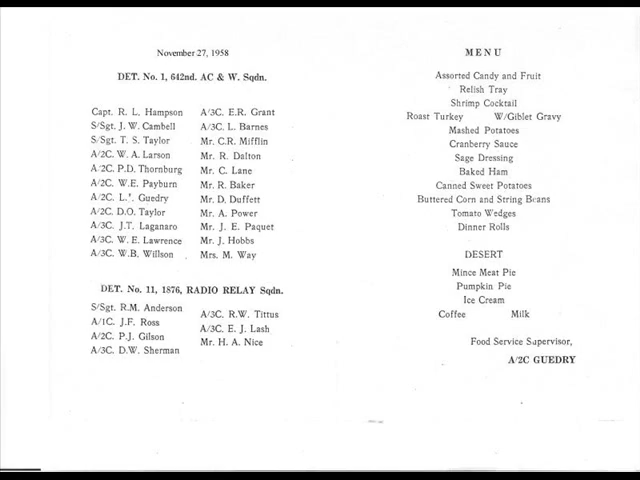 November 27, 1958
DET. No. 1, 642nd. AC & W. Sqdn.
Capt. R. L. Hampson
S/Sgt. J. W. Cambell
S/Sgt. T. S. Taylor
A/2C. W. A. Larson
A/2C. P.D. Thornburg
A/2C. W.E. Payburn
A/2C. L.'. Guedry
A/2C. D.O. Taylor
A/3C. J.T. Laganaro
A/3C. W. E. Lawrence
A/3C. W.B. Willson
A/3C. E.R. Grant
A/3C. L. Barnes
Mr. C.R. Mifflin
Mr. R. Dalton
Mr. C. Lane
Mr. R. Baker
Mr. D. Duffett
Mr. A. Power
Mr. J. E. Paquet
Mr. J. Hobbs
Mrs. M. Way
DET. No. 11, 1876, RADIO RELAY Sqdn.
S/Sgt. R.M. Anderson
A/1C. J.F. Ross
A/2C. P.J. Gilson
A/3C. D.W. Sherman
A/3C. R.W. Tittus
A/3C. E. J. Lash
Mr. H. A. Nice
MENU
Assorted Candy and Fruit
Relish Tray
Shrimp Cocktail
Roast Turkey W/Giblet Gravy
Mashed Potatoes
Cranberry Sauce
Sage Dressing
Baked Ham
Canned Sweet Potatoes
Buttered Corn and String Beans
Tomato Wedges
Dinner Rolls
DESERT
Mince Meat Pie
Pumpkin Pie
Ice Cream
Coffee Milk
Food Service Supervisor,
A/2C GUEDRY